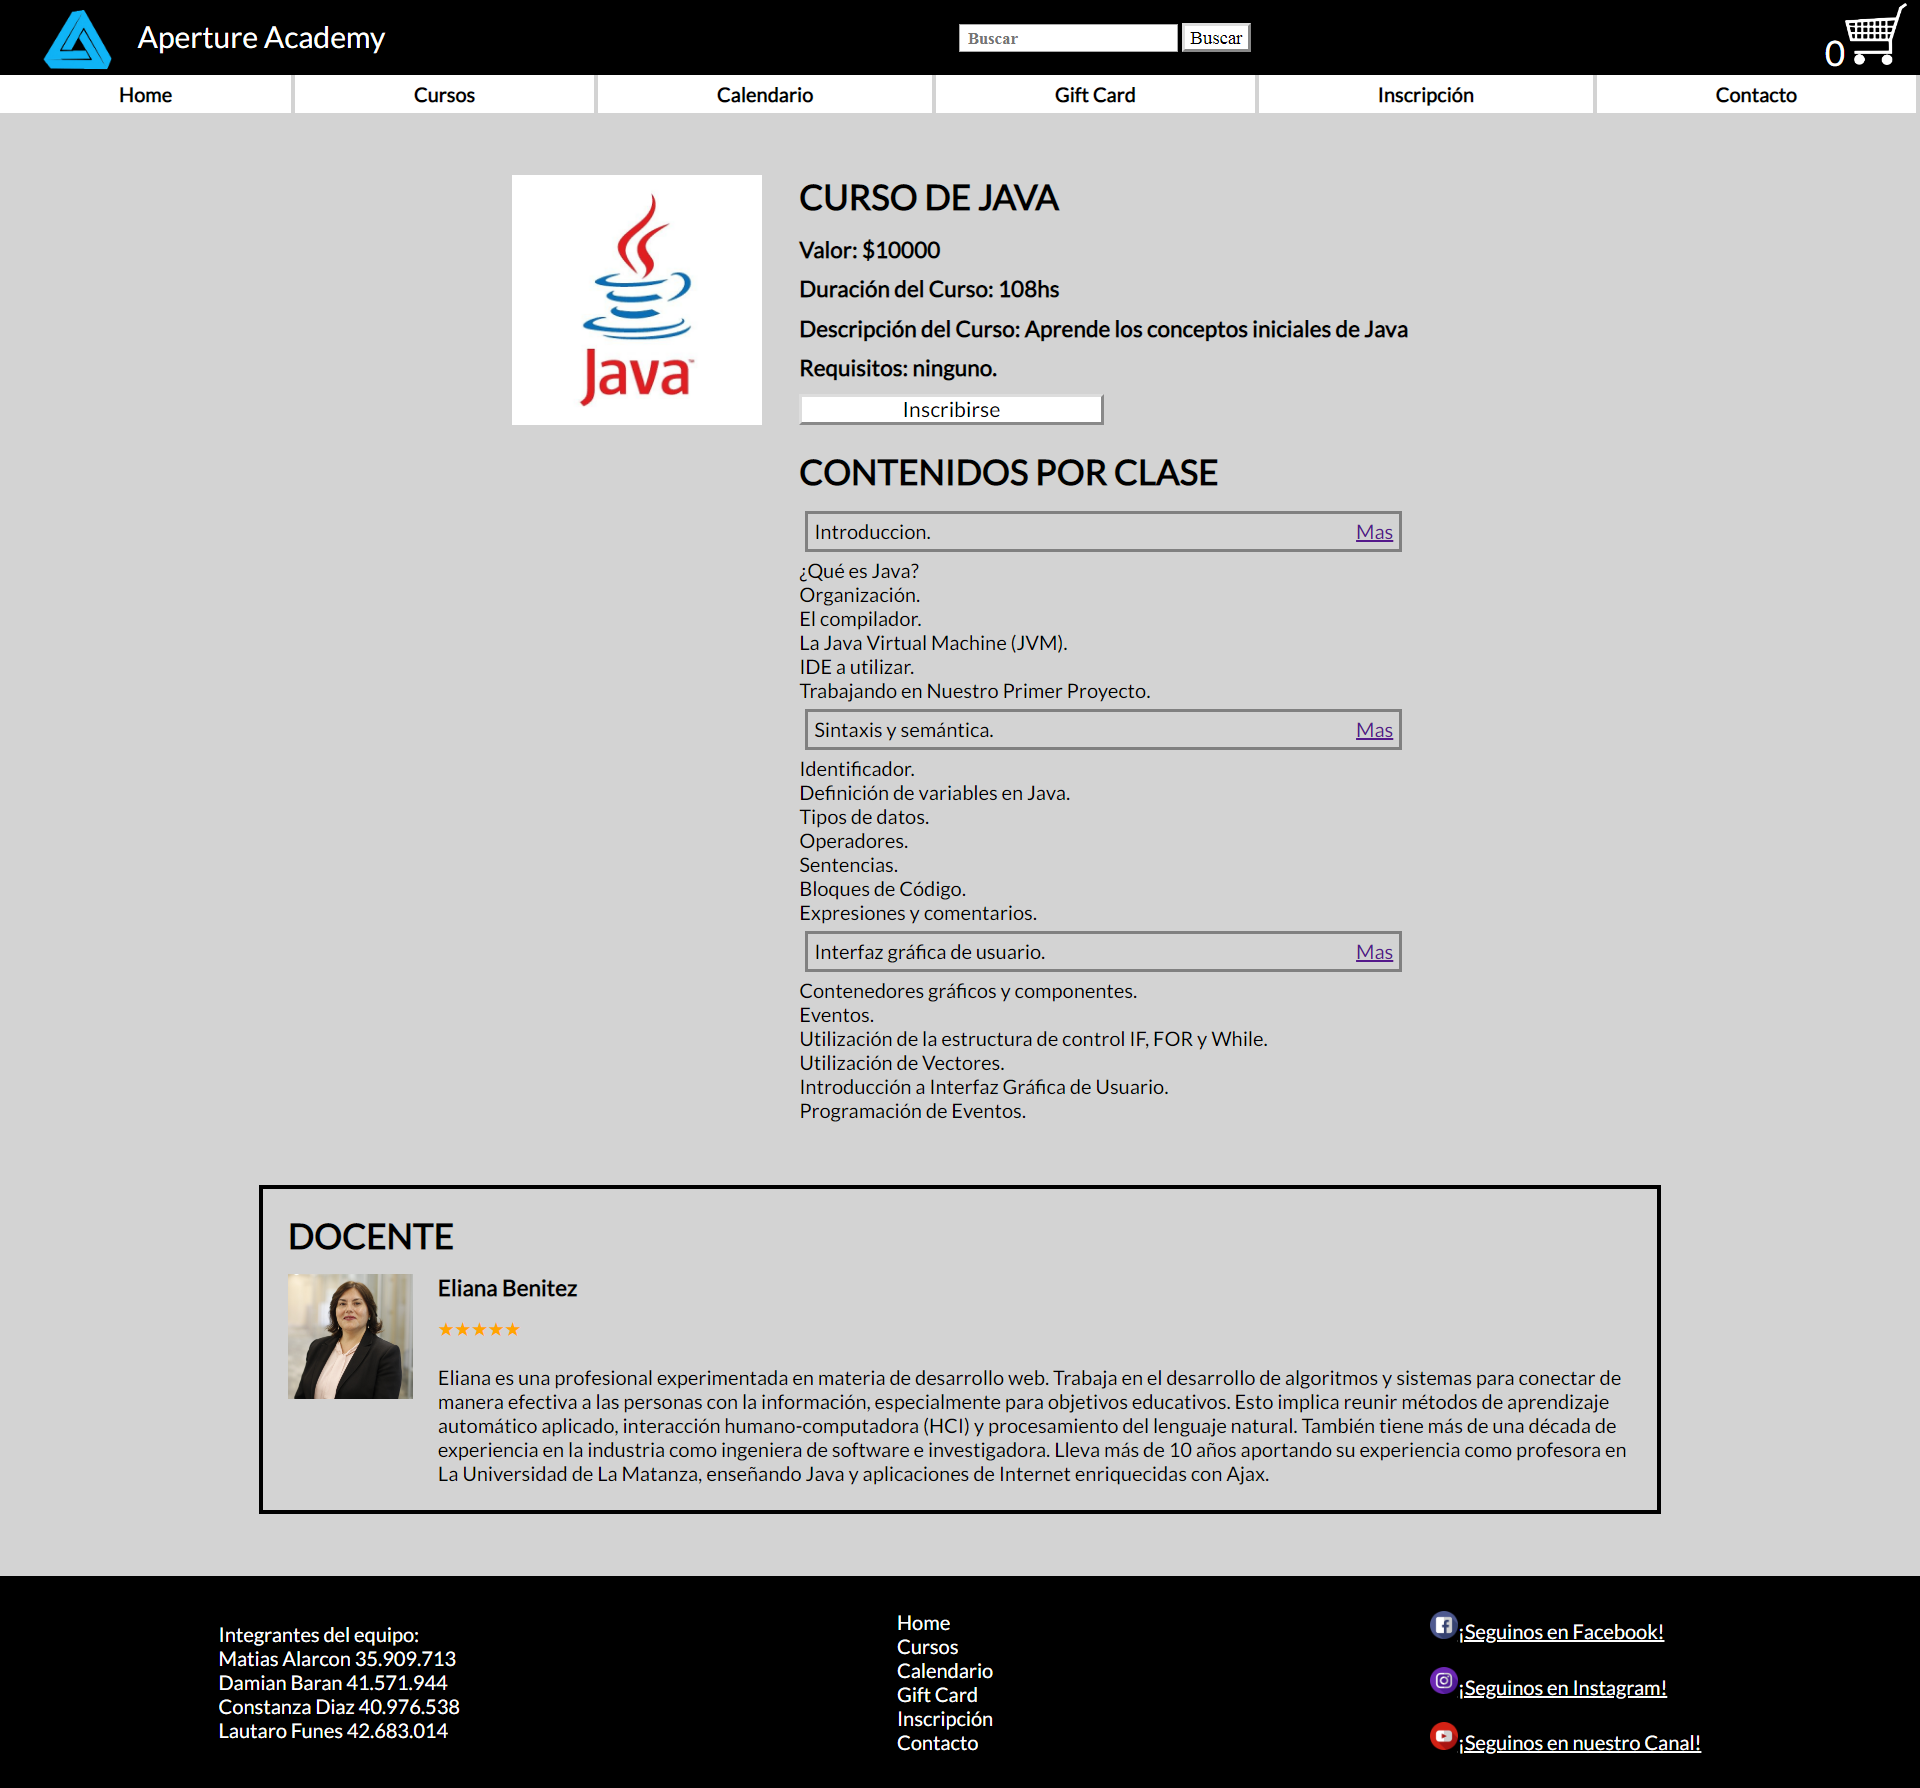 Aperture Academy
Buscar
Buscar
0
Home
Cursos
Calendario
Gift Card
Inscripción
Contacto
Java™
CURSO DE JAVA
Valor: $10000
Duración del Curso: 108hs
Descripción del Curso: Aprende los conceptos iniciales de Java
Requisitos: ninguno.
Inscribirse
CONTENIDOS POR CLASE
Introduccion. Mas
¿Qué es Java?
Organización.
El compilador.
La Java Virtual Machine (JVM).
IDE a utilizar.
Trabajando en Nuestro Primer Proyecto.
Sintaxis y semántica. Mas
Identificador.
Definición de variables en Java.
Tipos de datos.
Operadores.
Sentencias.
Bloques de Código.
Expresiones y comentarios.
Interfaz gráfica de usuario. Mas
Contenedores gráficos y componentes.
Eventos.
Utilización de la estructura de control IF, FOR y While.
Utilización de Vectores.
Introducción a Interfaz Gráfica de Usuario.
Programación de Eventos.
DOCENTE
Eliana Benitez
★★★★★
Eliana es una profesional experimentada en materia de desarrollo web. Trabaja en el desarrollo de algoritmos y sistemas para conectar de
manera efectiva a las personas con la información, especialmente para objetivos educativos. Esto implica reunir métodos de aprendizaje
automático aplicado, interacción humano-computadora (HCI) y procesamiento del lenguaje natural. También tiene más de una década de
experiencia en la industria como ingeniera de software e investigadora. Lleva más de 10 años aportando su experiencia como profesora en
La Universidad de La Matanza, enseñando Java y aplicaciones de Internet enriquecidas con Ajax.
Integrantes del equipo:
Matias Alarcon 35.909.713
Damian Baran 41.571.944
Constanza Diaz 40.976.538
Lautaro Funes 42.683.014
Home
Cursos
Calendario
Gift Card
Inscripción
Contacto
¡Seguinos en Facebook!
¡Seguinos en Instagram!
¡Seguinos en nuestro Canal!